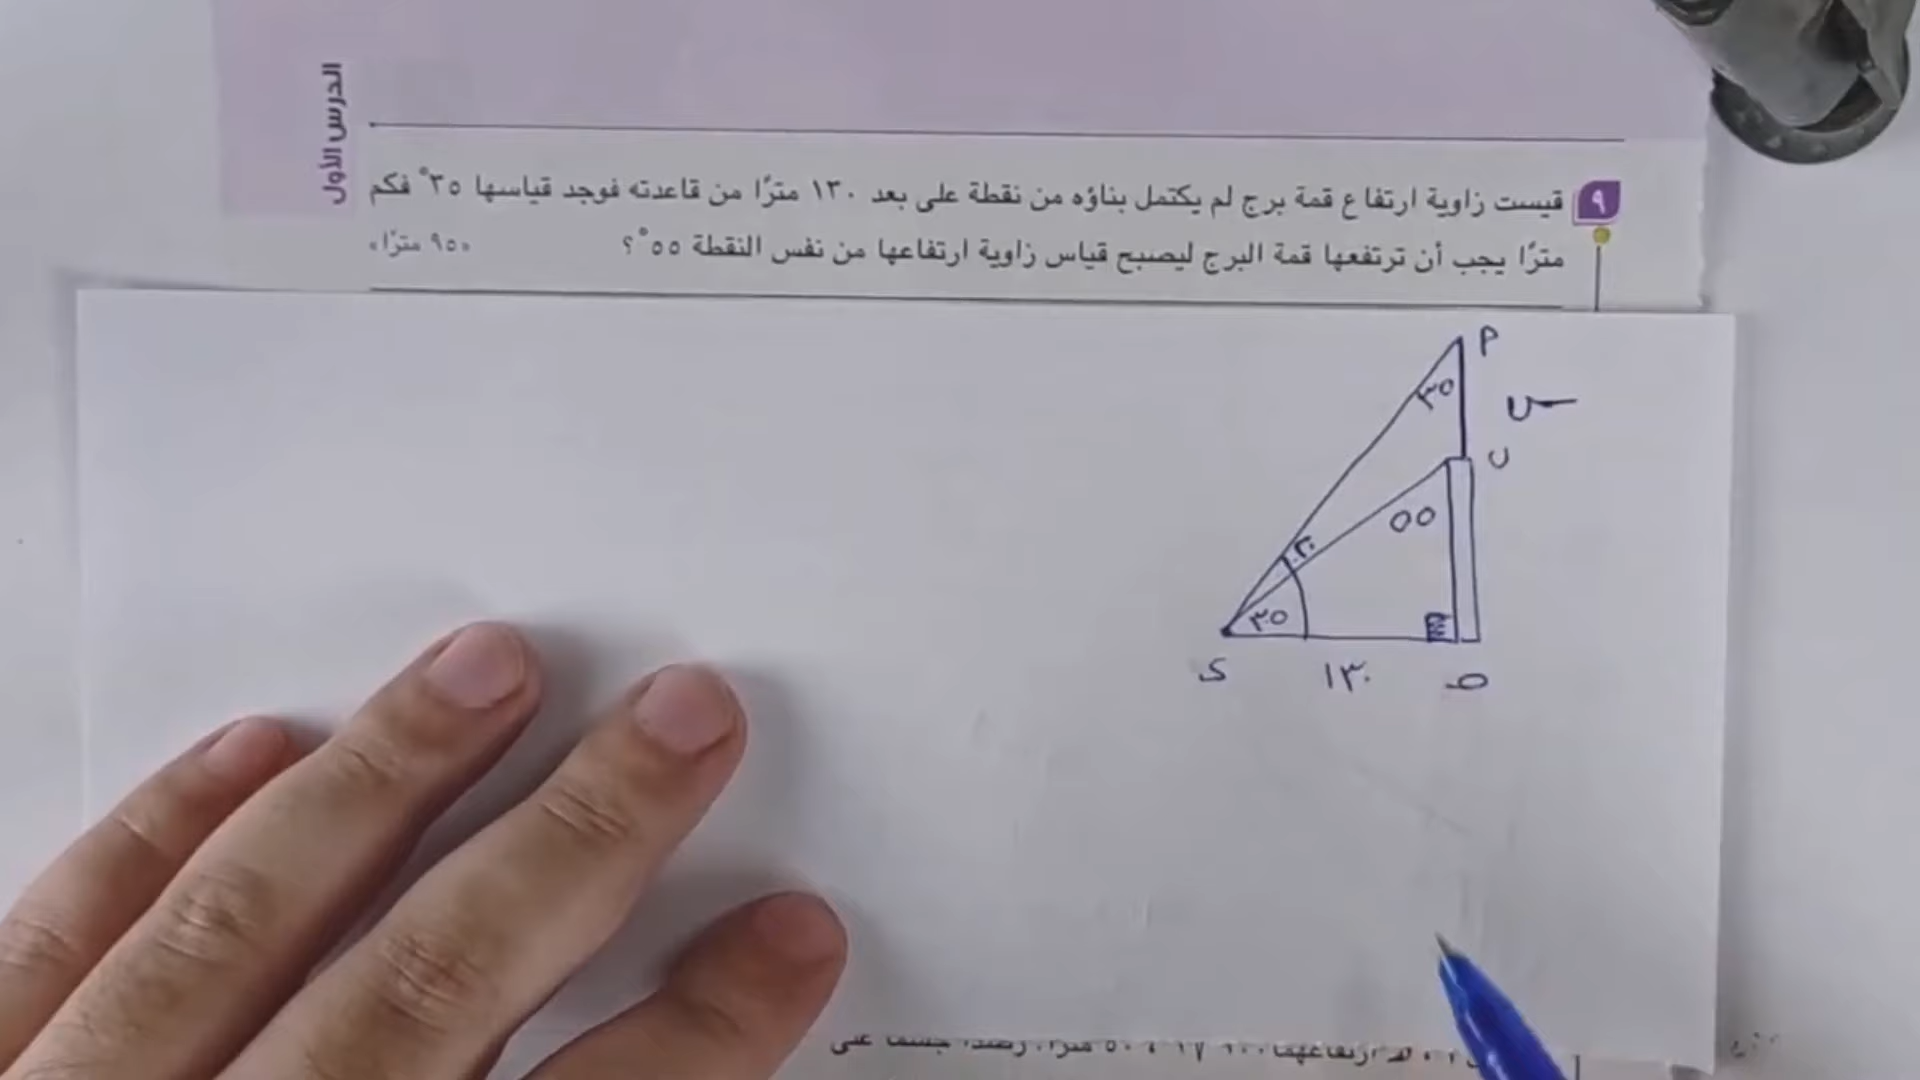 الدرس الأول
٩ قيست زاوية ارتفاع قمة برج لم يكتمل بناؤه من نقطة على بعد ١٣٠ مترًا من قاعدته فوجد قياسها ٣٥° فكم
مترًا يجب أن ترتفعها قمة البرج ليصبح قياس زاوية ارتفاعها من نفس النقطة ٥٥°؟ «٩٥ مترًا»
٣٥
٥٥
٢٠
٣٥
١٣٠